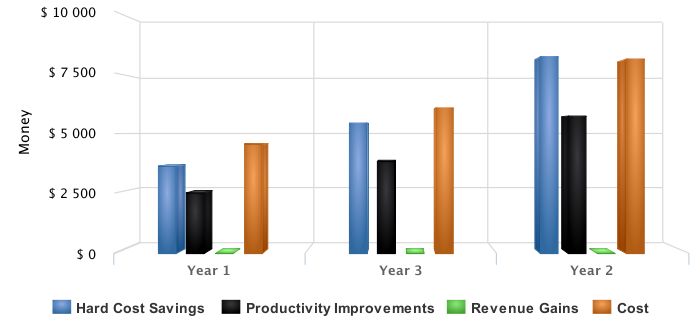 $ 10 000
$ 7 500
$ 5 000
$ 2 500
$ 0
Money
Year 1 Year 3 Year 2
Hard Cost Savings Productivity Improvements Revenue Gains Cost